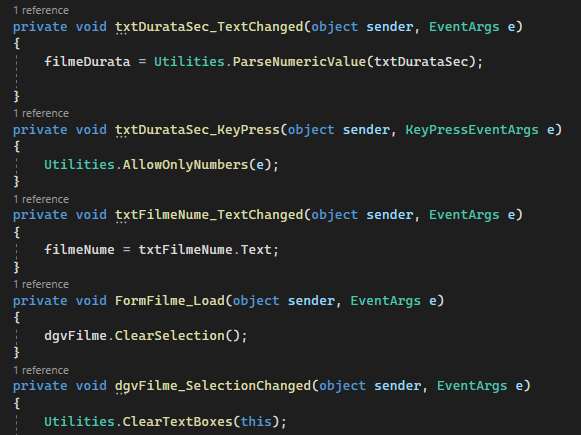 1 reference
private void txtDurataSec_TextChanged(object sender, EventArgs e)
{
filmeDurata = Utilities.ParseNumericValue(txtDurataSec);
}
1 reference
private void txtDurataSec_KeyPress(object sender, KeyPressEventArgs e)
{
Utilities.AllowOnlyNumbers(e);
}
1 reference
private void txtFilmeNume_TextChanged(object sender, EventArgs e)
{
filmeNume = txtFilmeNume.Text;
}
1 reference
private void FormFilme_Load(object sender, EventArgs e)
{
dgvFilme.ClearSelection();
}
1 reference
private void dgvFilme_SelectionChanged(object sender, EventArgs e)
{
Utilities.ClearTextBoxes(this);